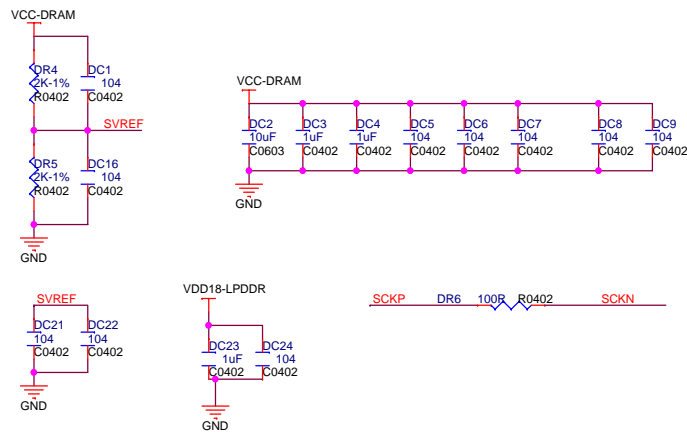 VCC-DRAM
DR4
2K-1%
R0402
DC1
104
C0402
SVREF
DR5
2K-1%
R0402
DC16
104
C0402
GND
VCC-DRAM
DC2
10uF
C0603
DC3
1uF
C0402
DC4
1uF
C0402
DC5
104
C0402
DC6
104
C0402
DC7
104
C0402
DC8
104
C0402
DC9
104
C0402
GND
SVREF
DC21
104
C0402
DC22
104
C0402
GND
VDD18-LPDDR
DC23
1uF
C0402
DC24
104
C0402
GND
SCKP DR6 100R R0402 SCKN